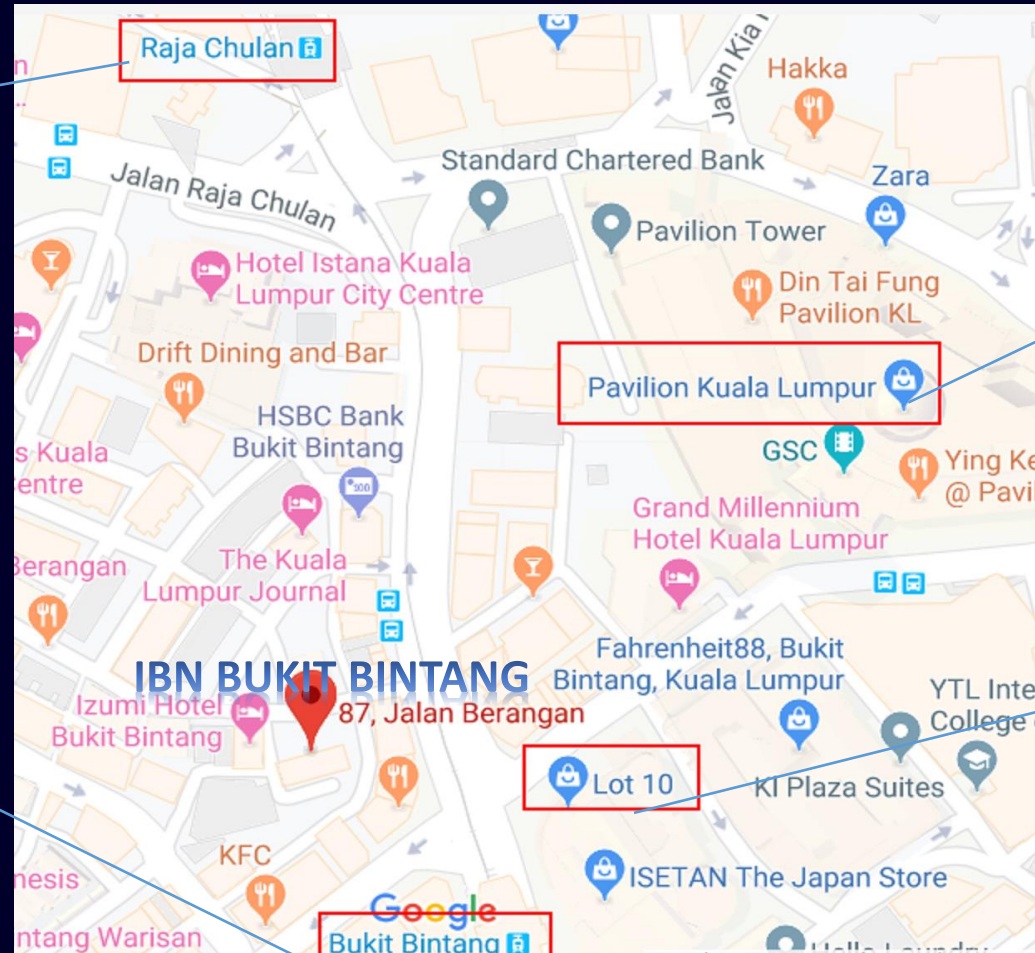 Raja Chulan
Jalan Kia
Hakka
Standard Chartered Bank
Zara
Jalan Raja Chulan
Pavilion Tower
Hotel Istana Kuala
Lumpur City Centre
Din Tai Fung
Pavilion KL
Drift Dining and Bar
Pavilion Kuala Lumpur
HSBC Bank
Bukit Bintang
GSC
s Kuala
entre
Ying Ke
@ Pavi
Grand Millennium
Hotel Kuala Lumpur
The Kuala
Lumpur Journal
Berangan
Fahrenheit88, Bukit
Bintang, Kuala Lumpur
IBN BUKIT BINTANG
Izumi Hotel
Bukit Bintang
87, Jalan Berangan
YTL Inte
College
Lot 10
KI Plaza Suites
KFC
ISETAN The Japan Store
nesis
Google
ntang Warisan
Bukit Bintang